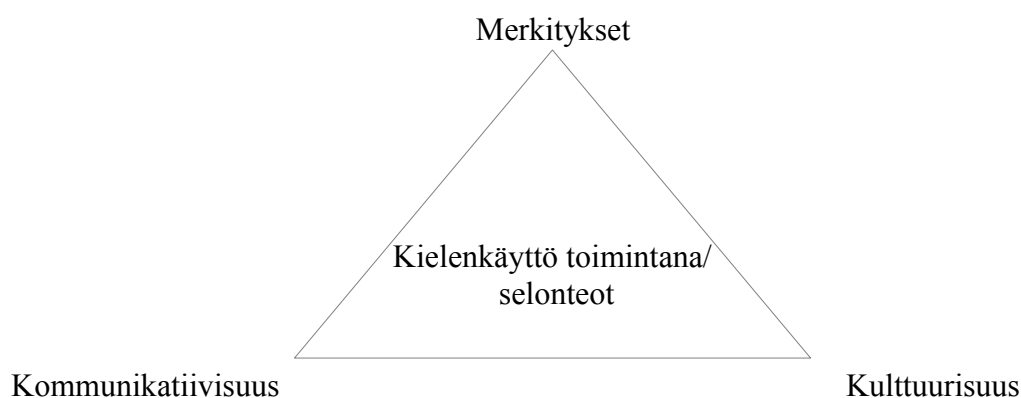 Merkitykset
Kielenkäyttö toimintana/
selonteot
Kommunikatiivisuus
Kulttuurisuus